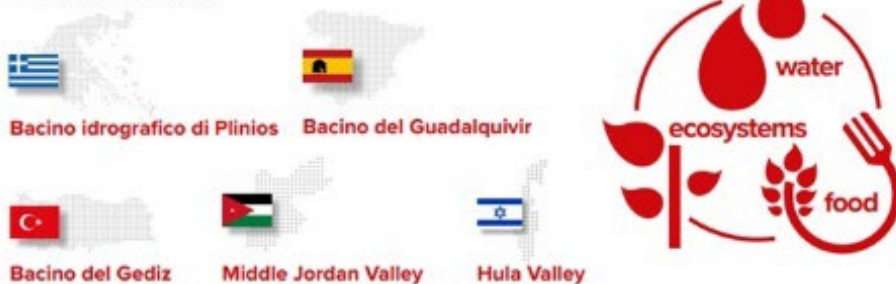 Bacino idrografico di Plinios
Bacino del Guadalquivir
Bacino del Gediz
Middle Jordan Valley
Hula Valley
water
ecosystems
food